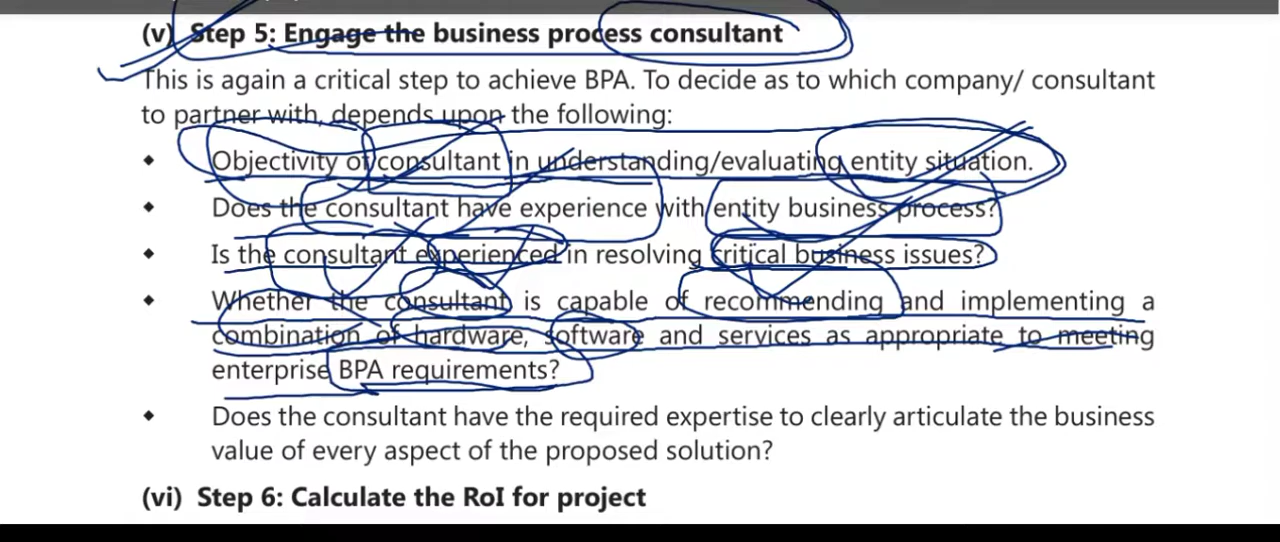 (v) Step 5: Engage the business process consultant
This is again a critical step to achieve BPA. To decide as to which company/ consultant
to partner with, depends upon the following:
◆ Objectivity of consultant in understanding/evaluating entity situation.
◆ Does the consultant have experience with entity business process?
◆ Is the consultant experienced in resolving critical business issues?
◆ Whether the consultant is capable of recommending and implementing a
combination of hardware, software and services as appropriate to meeting
enterprise BPA requirements?
◆ Does the consultant have the required expertise to clearly articulate the business
value of every aspect of the proposed solution?
(vi) Step 6: Calculate the RoI for project